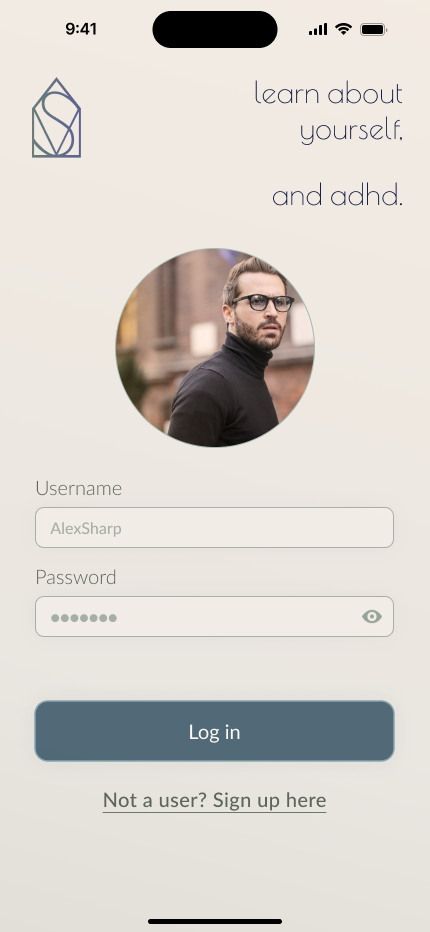 9:41
learn about
yourself,
and adhd.
Username
AlexSharp
Password
●●●●●●●
Log in
Not a user? Sign up here